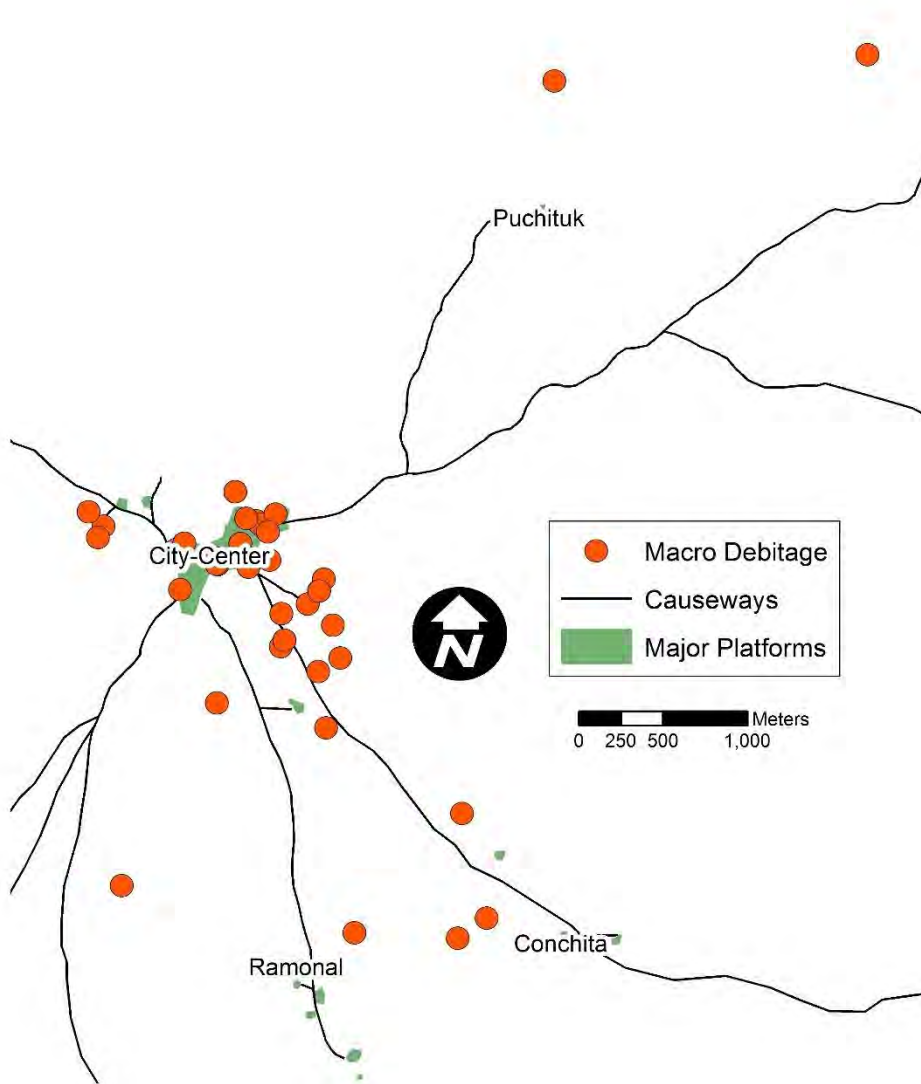 Puchituk
City-Center
Macro Debitage
Causeways
N
Major Platforms
Meters
0 250 500 1,000
Conchita
Ramonal